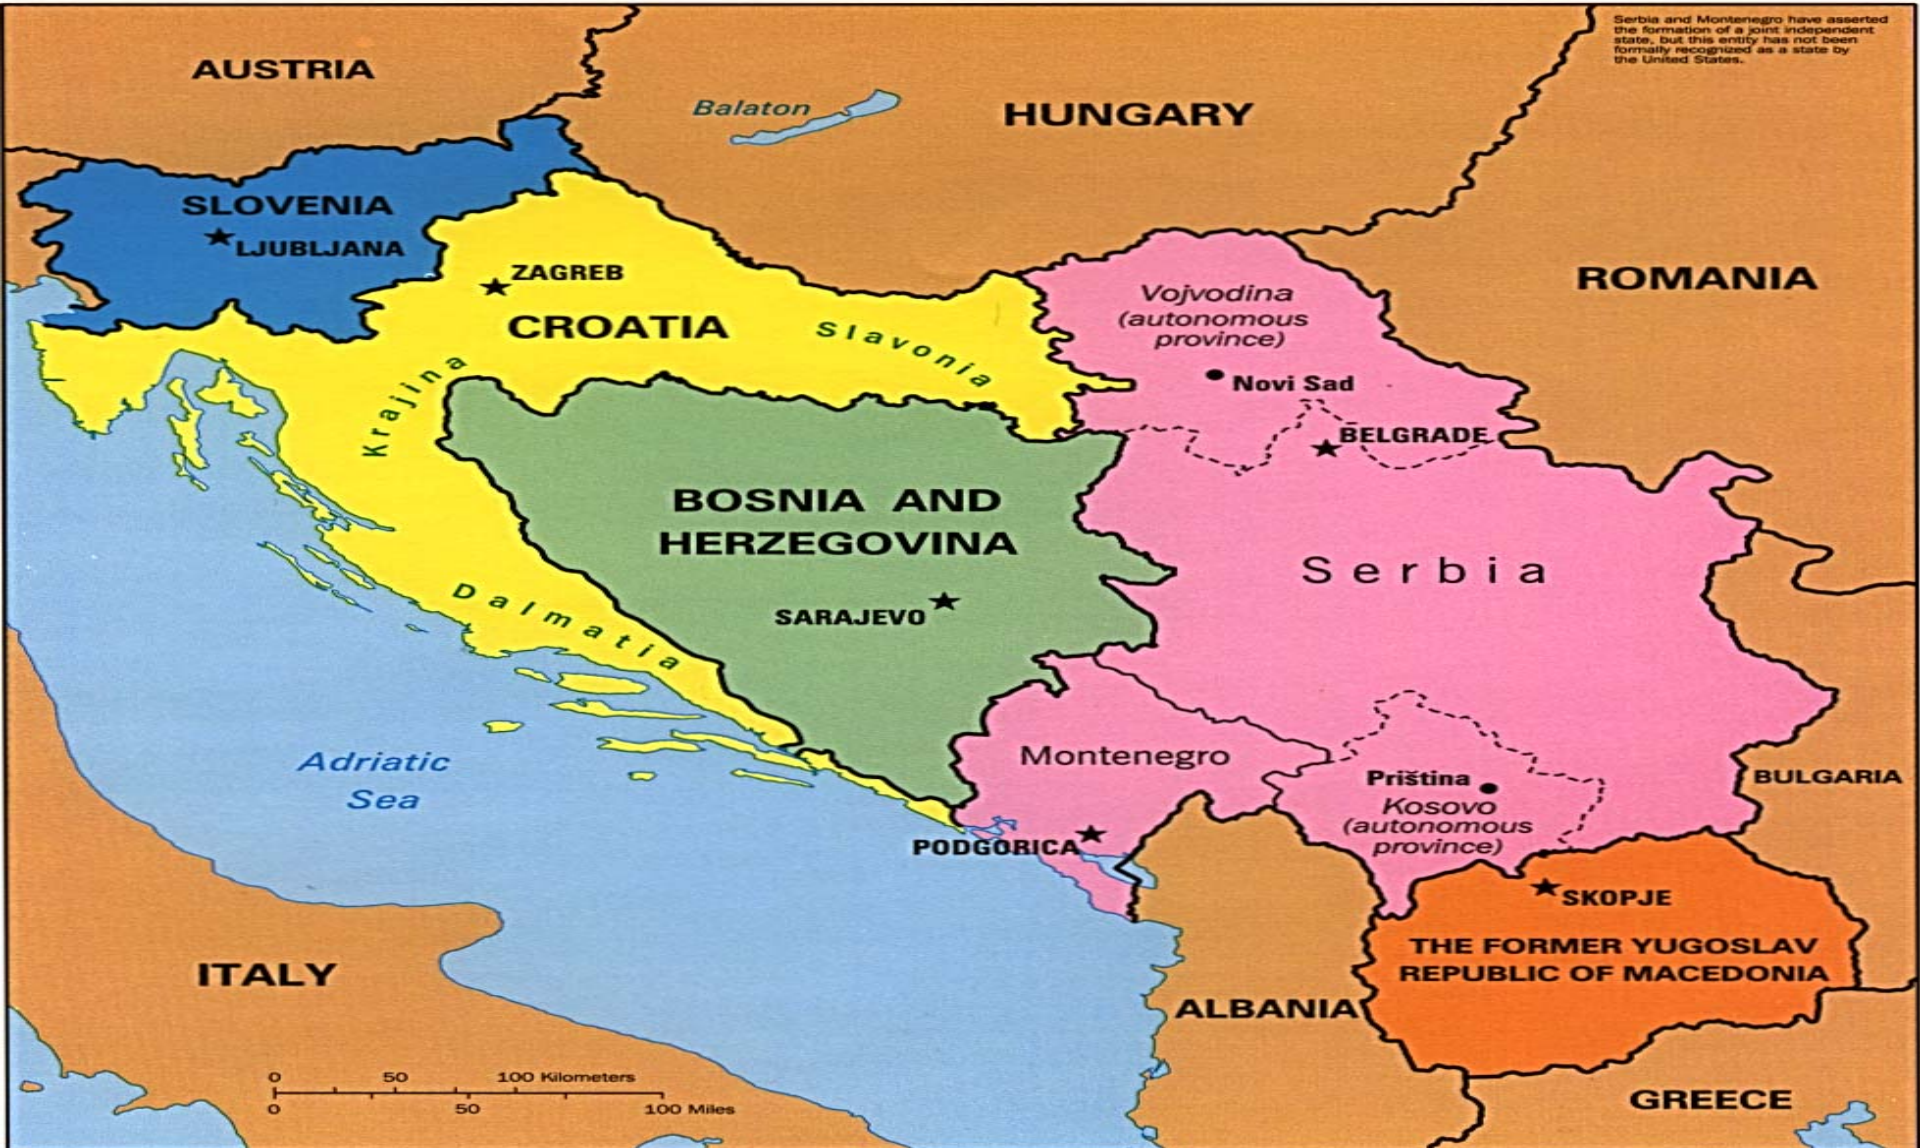 Serbia and Montenegro have asserted
the formation of a joint independent
state, but this entity has not been
formally recognized as a state by
the United States.
AUSTRIA
Balaton
HUNGARY
SLOVENIA
LJUBLJANA
ROMANIA
ZAGREB
CROATIA
Slavonia
Krajina
Vojvodina
(autonomous
province)
Novi Sad
BELGRADE
BOSNIA AND
HERZEGOVINA
Serbia
SARAJEVO
Dalmatia
Adriatic
Sea
Montenegro
Priština
Kosovo
(autonomous
province)
BULGARIA
PODGORICA
SKOPJE
THE FORMER YUGOSLAV
REPUBLIC OF MACEDONIA
ITALY
ALBANIA
GREECE
0 50 100 Kilometers
0 50 100 Miles